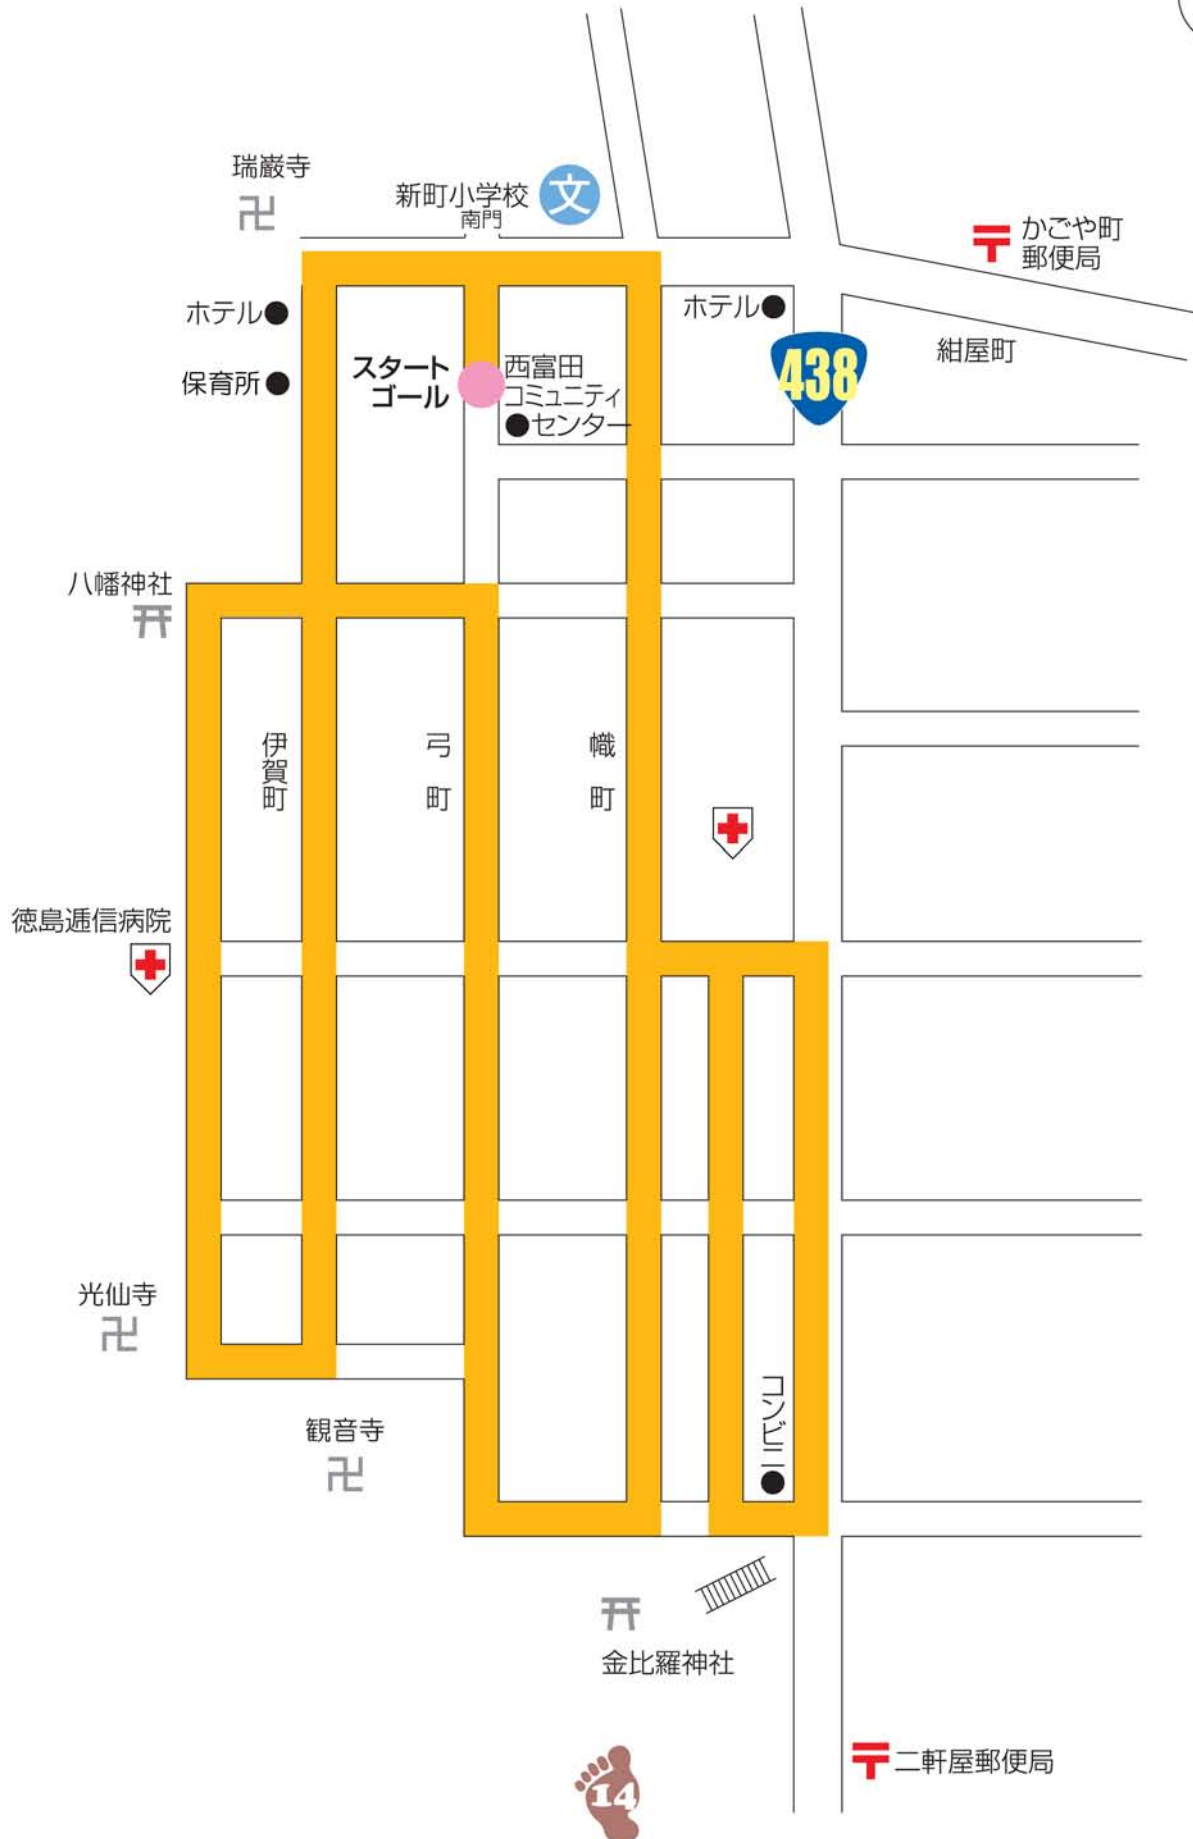 瑞巌寺
新町小学校
南門
文
かごや町
郵便局
ホテル
ホテル
紺屋町
438
保育所
スタート
ゴール
西富田
コミュニティ
センター
八幡神社
伊賀町
弓町
幟町
徳島逓信病院
光仙寺
コンビニ
観音寺
金比羅神社
二軒屋郵便局
14